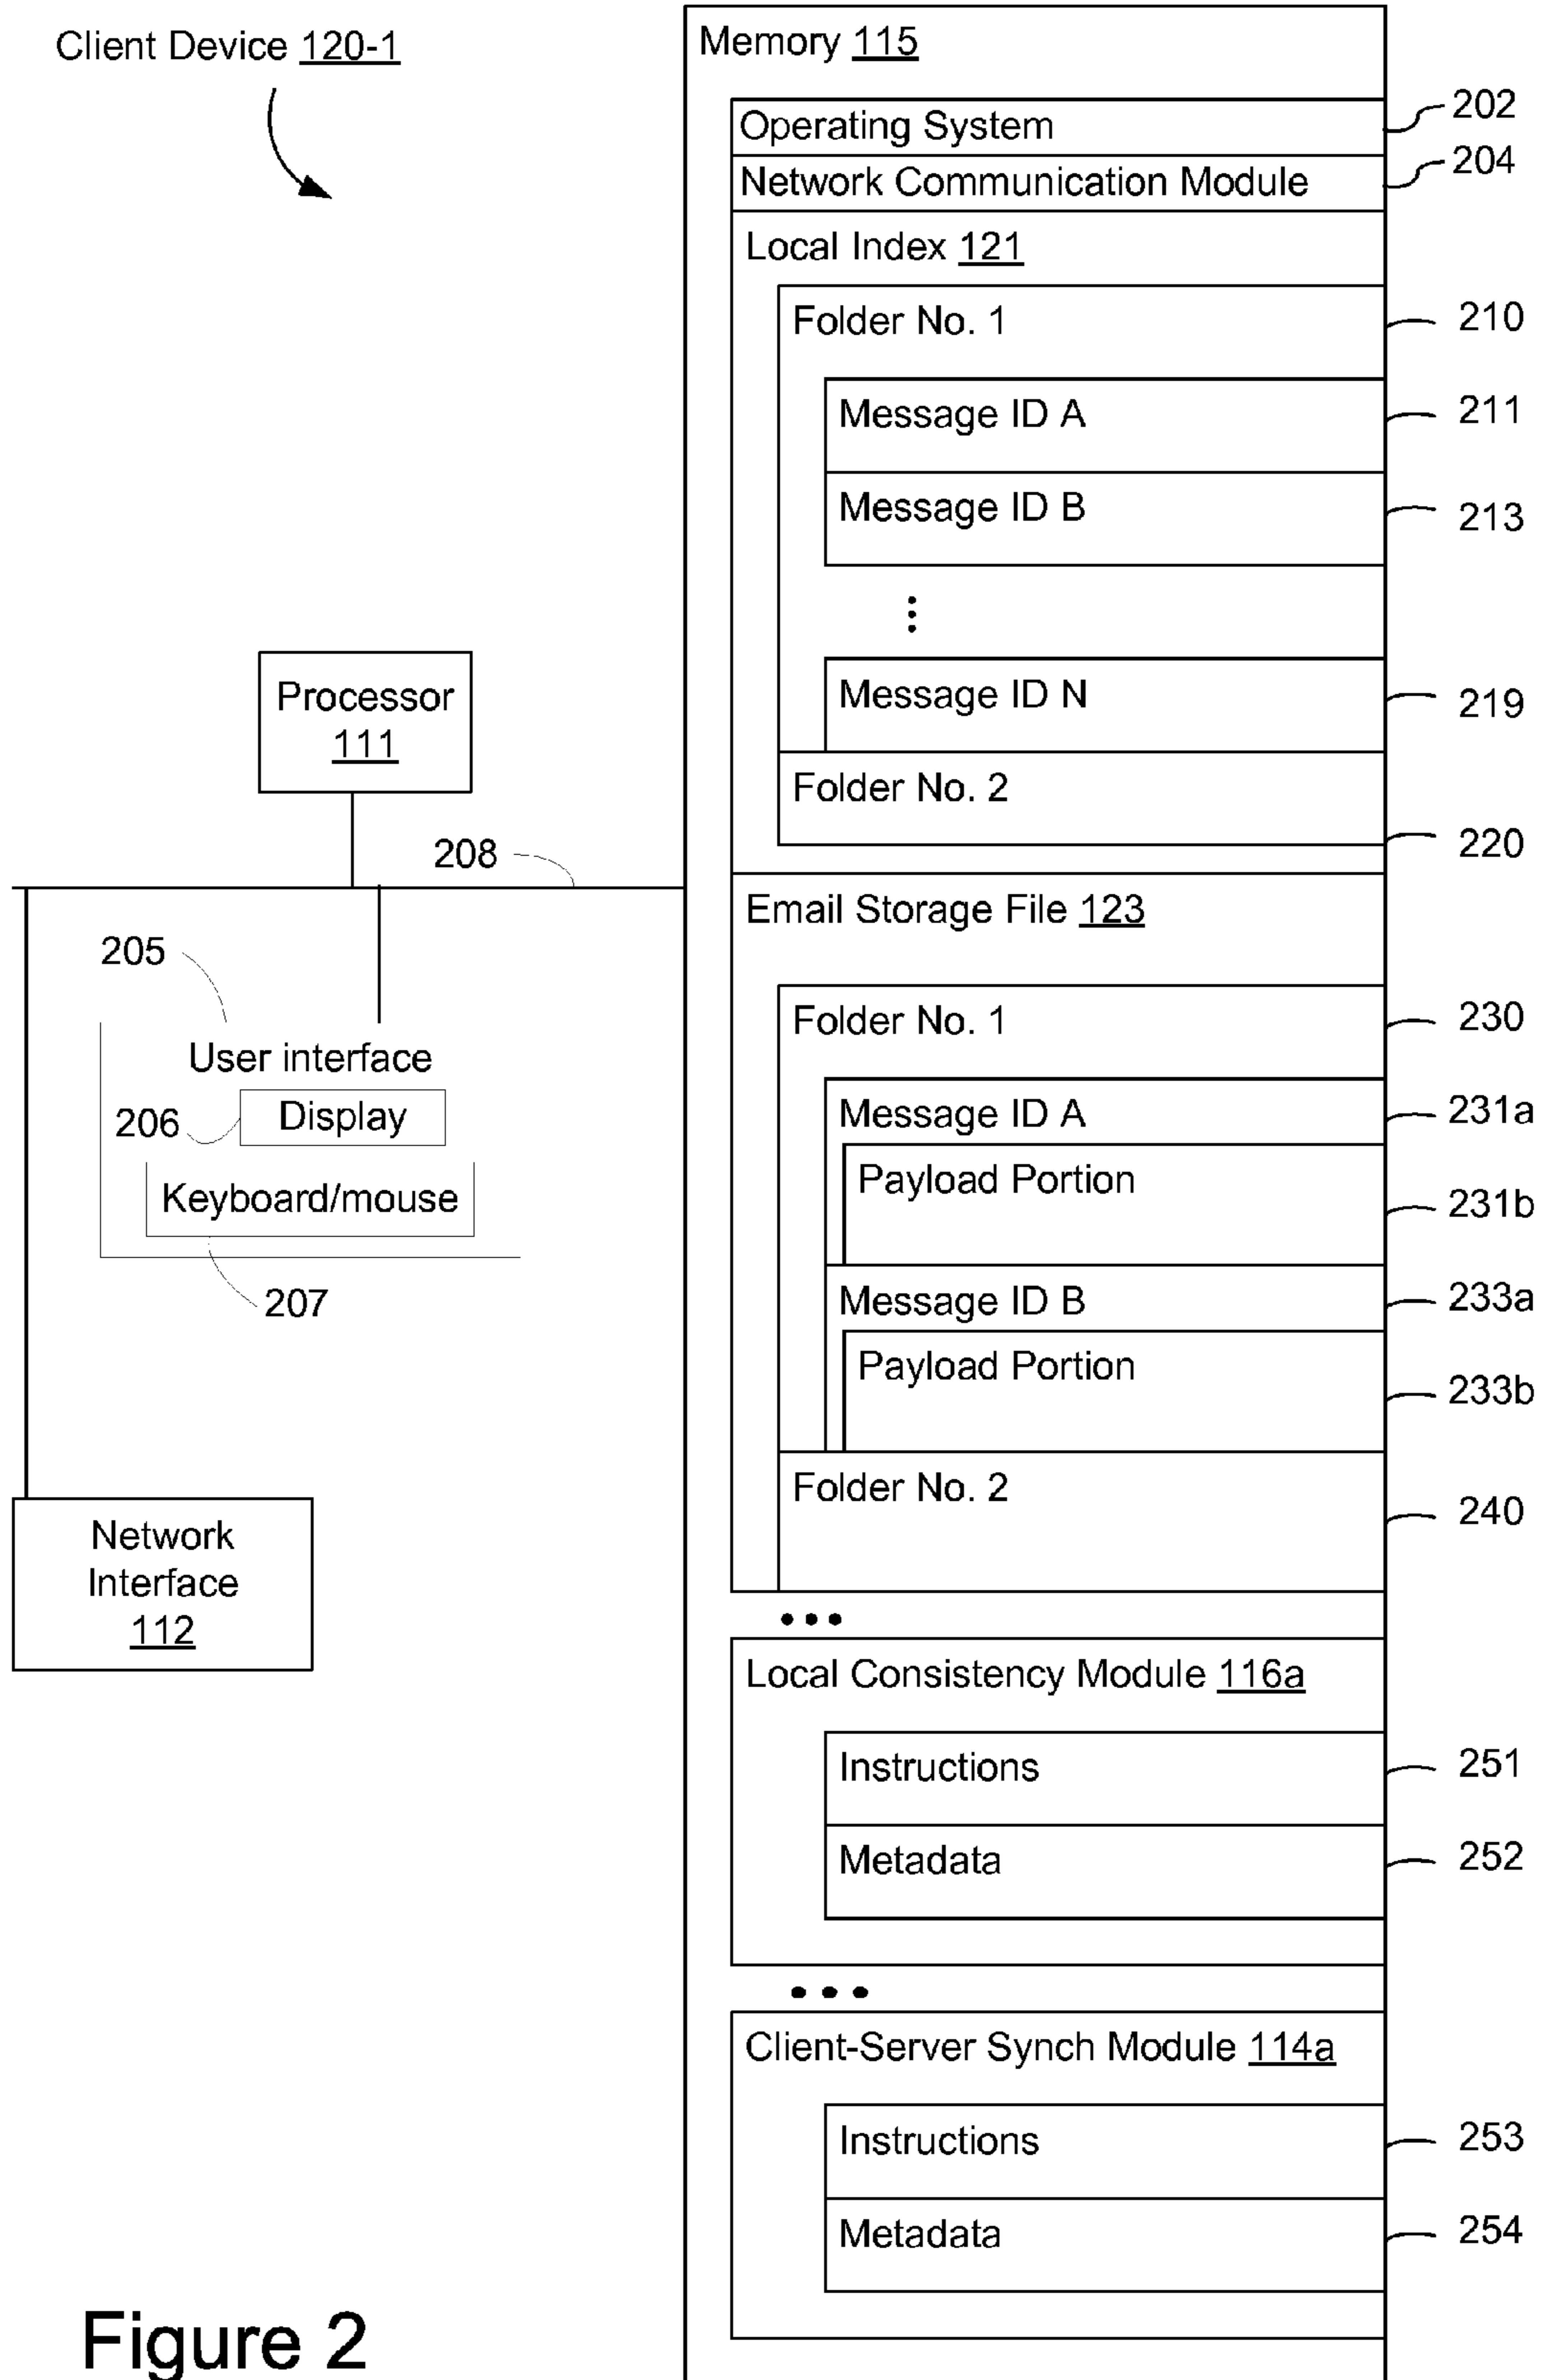 Client Device 120-1
Memory 115
Operating System
202
Network Communication Module
204
Local Index 121
Folder No. 1
210
Message ID A
211
Message ID B
213
Message ID N
219
Folder No. 2
220
Processor
111
208
205
User interface
206
Display
Keyboard/mouse
207
Network
Interface
112
Email Storage File 123
Folder No. 1
230
Message ID A
231a
Payload Portion
231b
Message ID B
233a
Payload Portion
233b
Folder No. 2
240
Local Consistency Module 116a
Instructions
251
Metadata
252
Client-Server Synch Module 114a
Instructions
253
Metadata
254
Figure 2